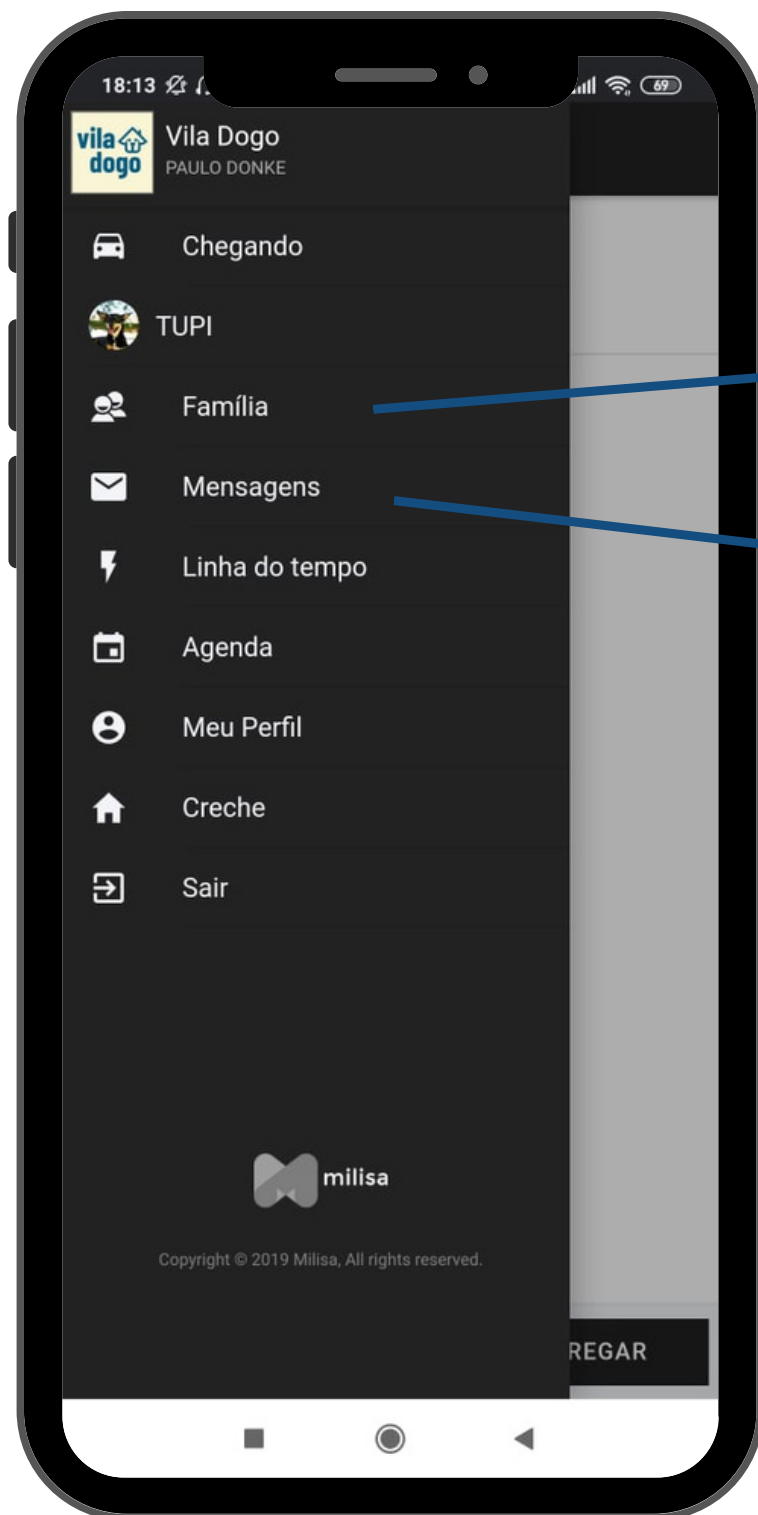 18:13
69
vila
dogo
Vila Dogo
PAULO DONKE
Chegando
TUPI
Família
Mensagens
Linha do tempo
Agenda
Meu Perfil
Creche
Sair
milisa
Copyright © 2019 Milisa, All rights reserved.
REGAR